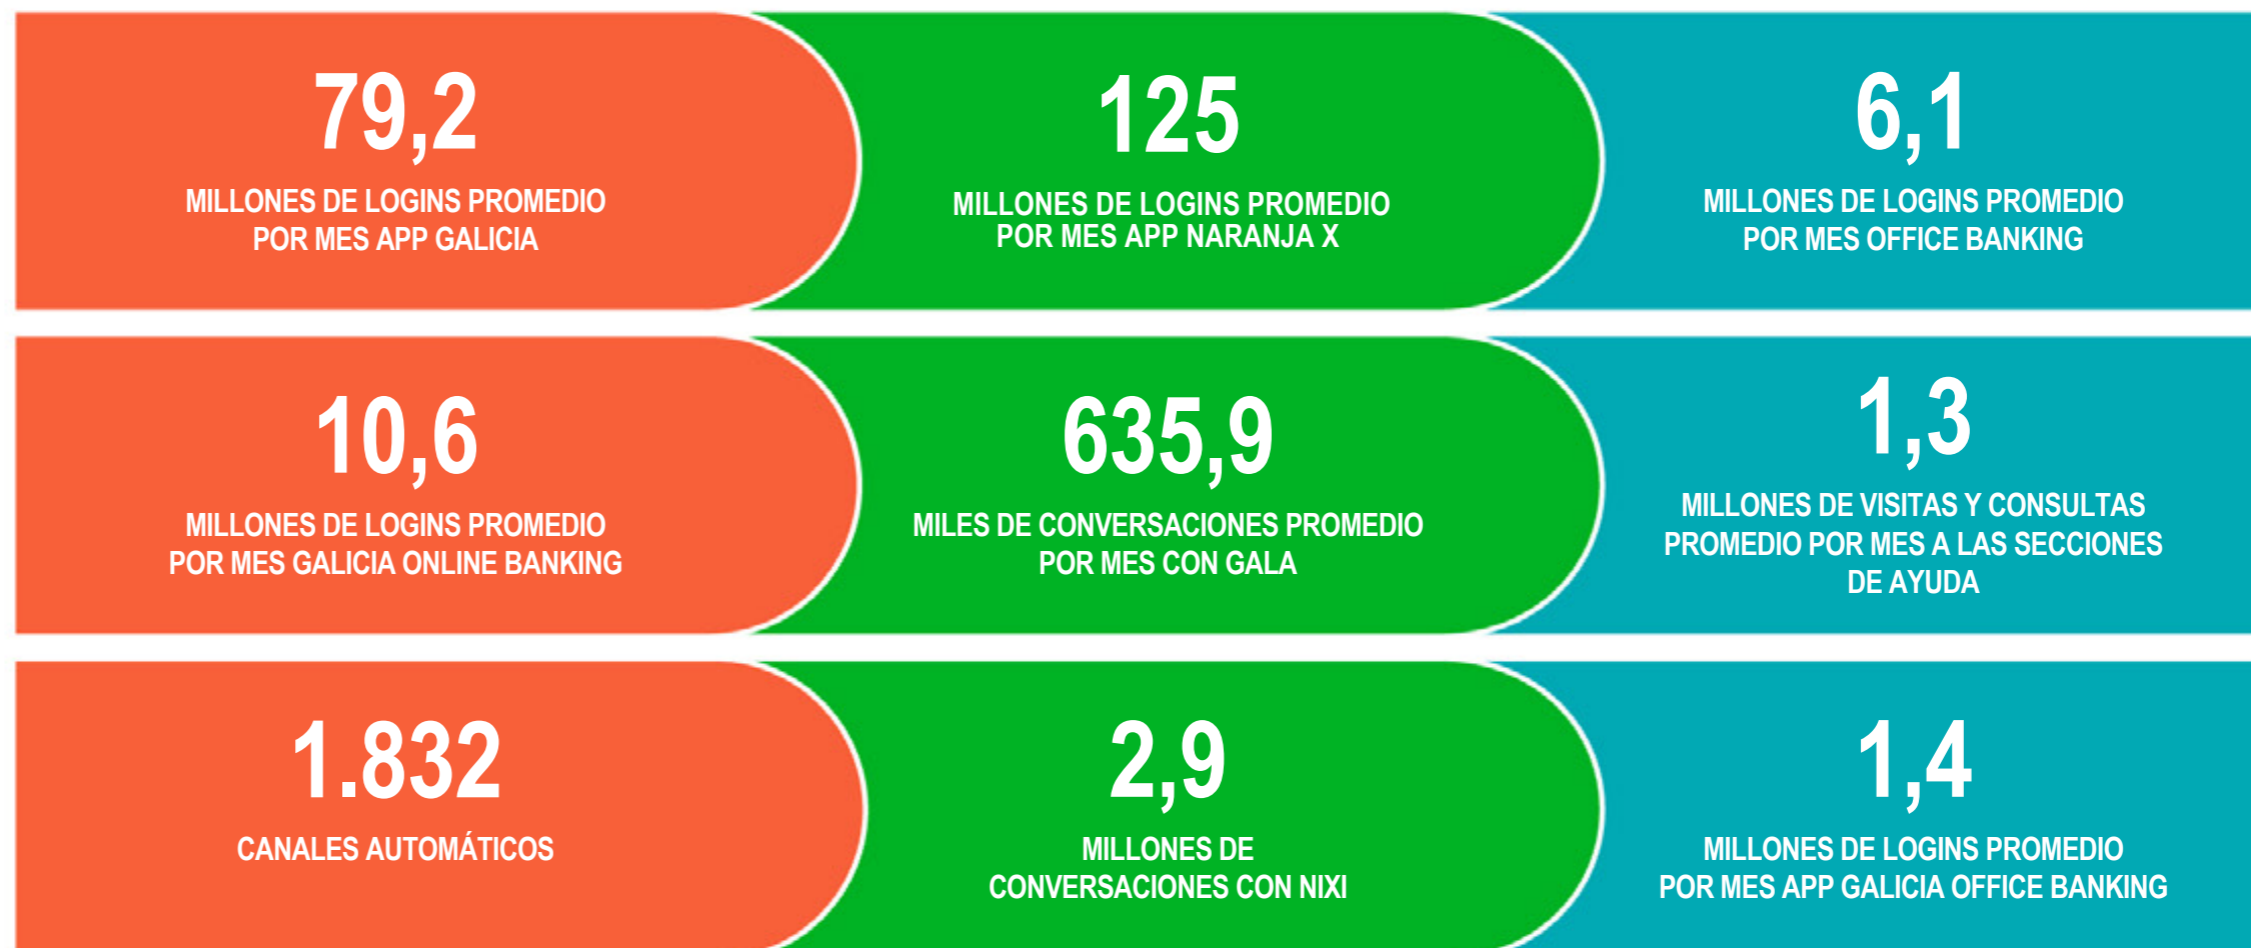 79,2
MILLONES DE LOGINS PROMEDIO
POR MES APP GALICIA
125
MILLONES DE LOGINS PROMEDIO
POR MES APP NARANJA X
6,1
MILLONES DE LOGINS PROMEDIO
POR MES OFFICE BANKING
10,6
MILLONES DE LOGINS PROMEDIO
POR MES GALICIA ONLINE BANKING
635,9
MILES DE CONVERSACIONES PROMEDIO
POR MES CON GALA
1,3
MILLONES DE VISITAS Y CONSULTAS
PROMEDIO POR MES A LAS SECCIONES
DE AYUDA
1.832
CANALES AUTOMÁTICOS
2,9
MILLONES DE
CONVERSACIONES CON NIXI
1,4
MILLONES DE LOGINS PROMEDIO
POR MES APP GALICIA OFFICE BANKING